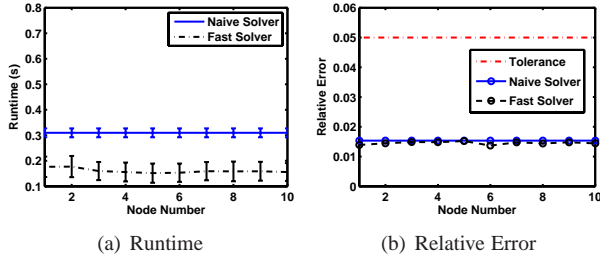 0.8
0.7
0.6
0.5
0.4
0.3
0.2
0.1
Runtime (s)
Naive Solver
Fast Solver
2 4 6 8 10
Node Number
(a) Runtime
0.06
0.05
0.04
0.03
0.02
0.01
0
Relative Error
Tolerance
Naive Solver
Fast Solver
2 4 6 8 10
Node Number
(b) Relative Error